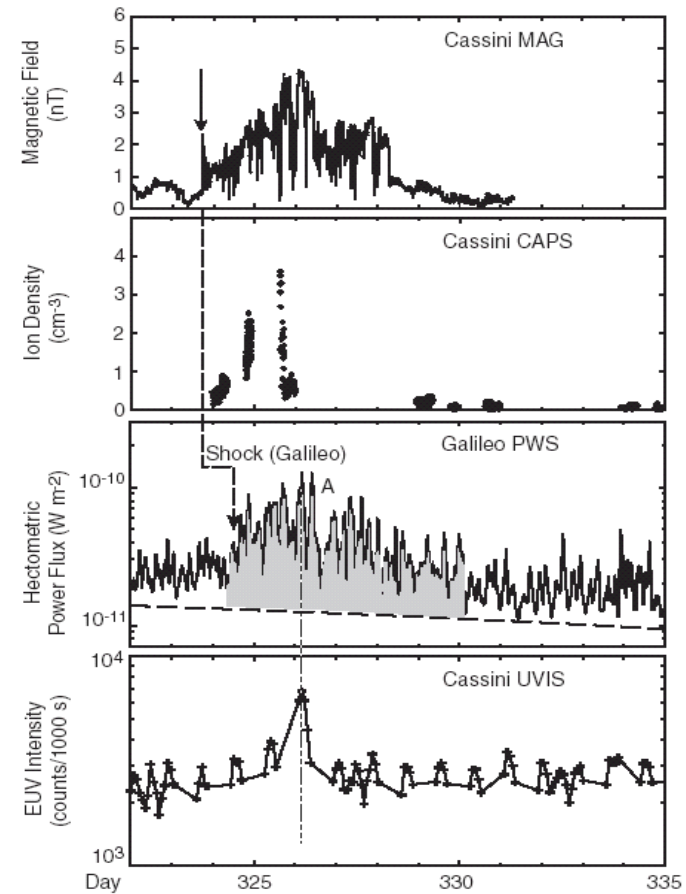 6
Cassini MAG
5
4
3
2
1
0
Magnetic Field
(nT)
Cassini CAPS
4
3
2
1
0
Ion Density
(cm-3)
Galileo PWS
Shock (Galileo)
A
10-10
10-11
Hectometric
Power Flux (W m-2)
104
Cassini UVIS
EUV Intensity
(counts/1000 s)
103
Day 325 330 335